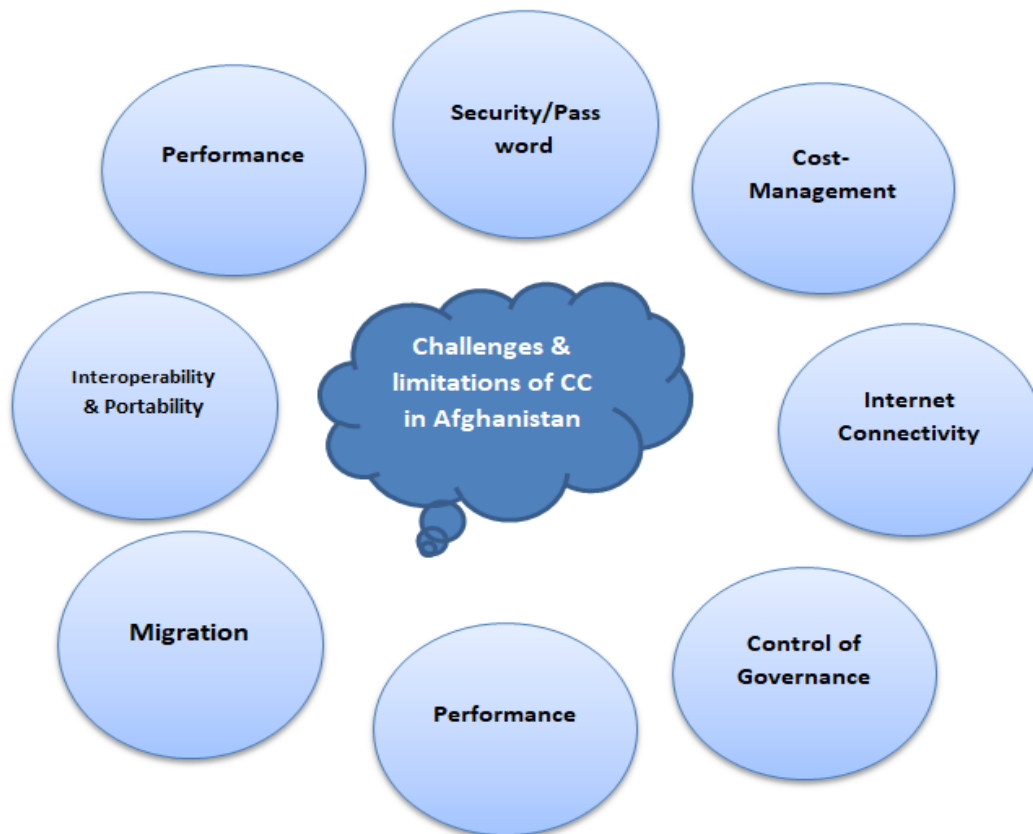 Performance
Security/Pass
word
Cost-
Management
Challenges &
limitations of CC
in Afghanistan
Interoperability
& Portability
Internet
Connectivity
Migration
Performance
Control of
Governance